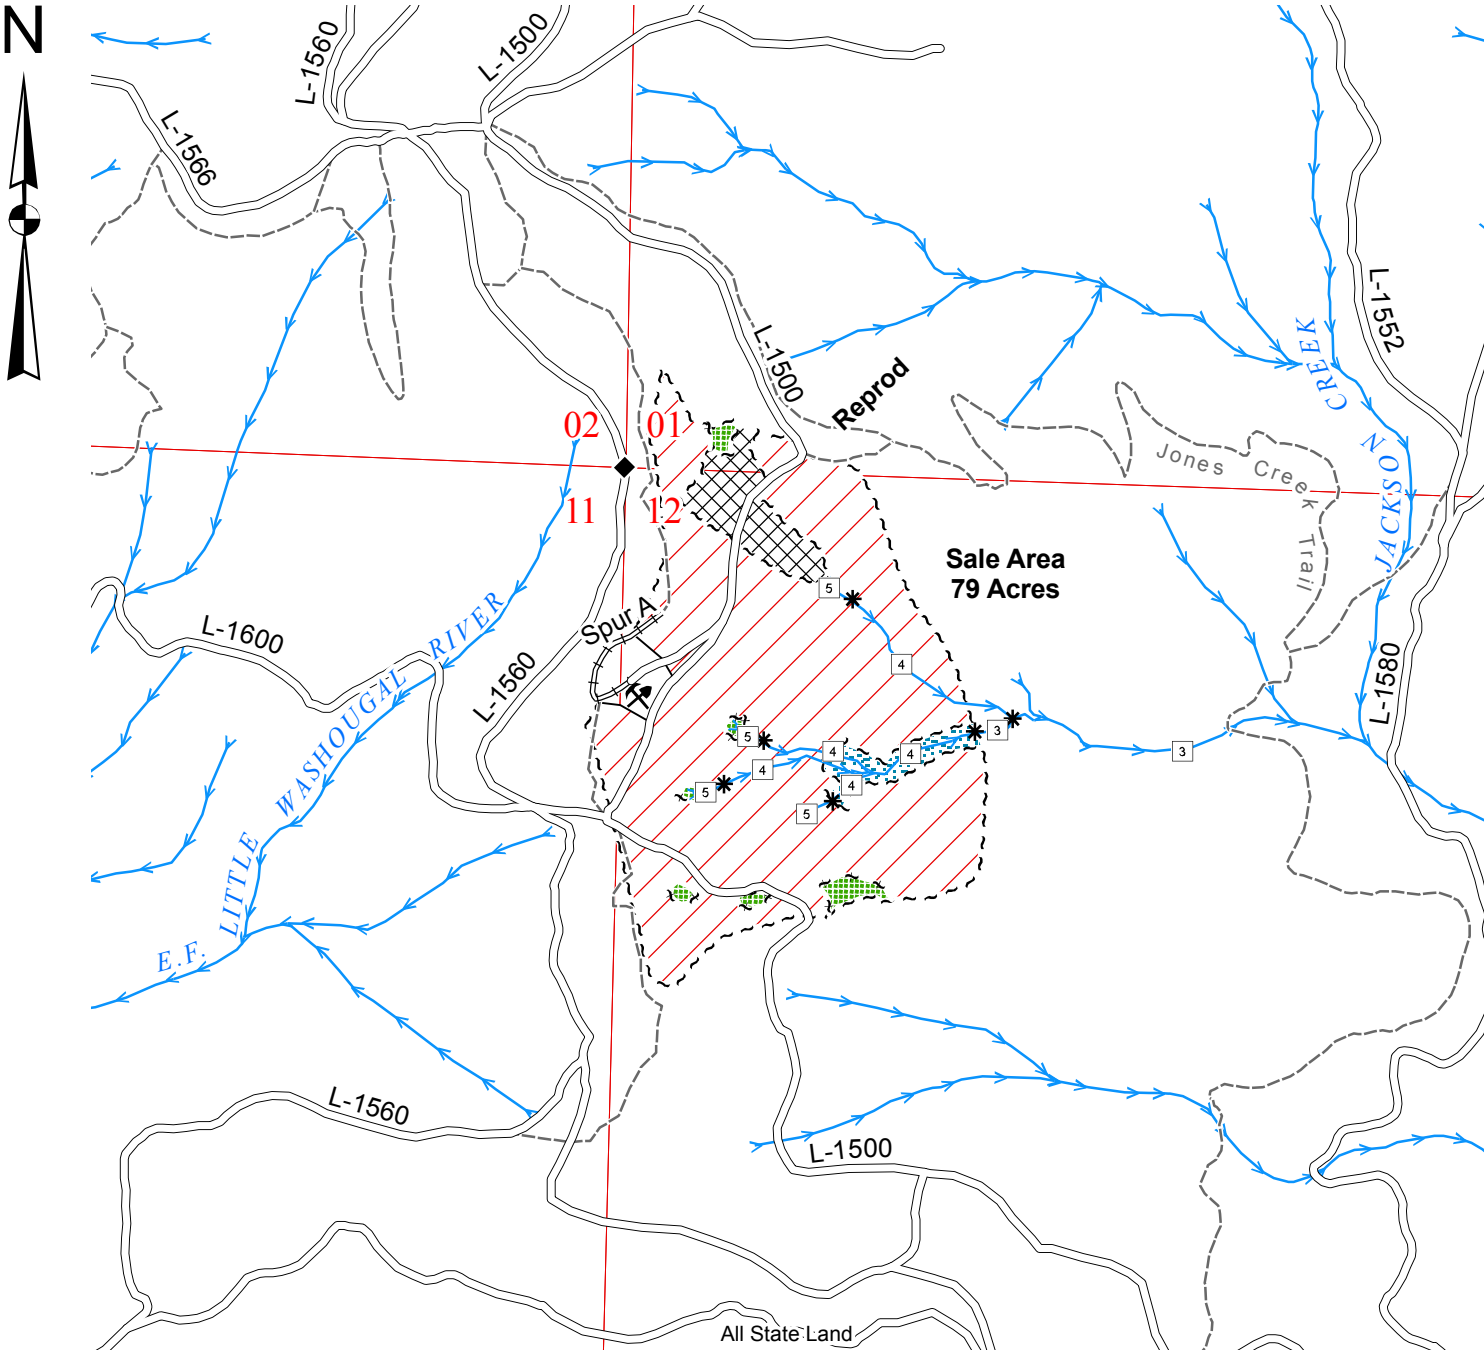 N
L-1560
L-1500
L-1566
L-1500
L-1552
CREEK
Reprod
02
01
11
12
Jones Creek Trail
JACKSON
Sale Area
79 Acres
5
Spur A
L-1600
E.F. LITTLE WASHOUGAL RIVER
L-1560
4
L-1580
5
4
4
3
3
4
5
4
5
L-1560
L-1500
All State Land